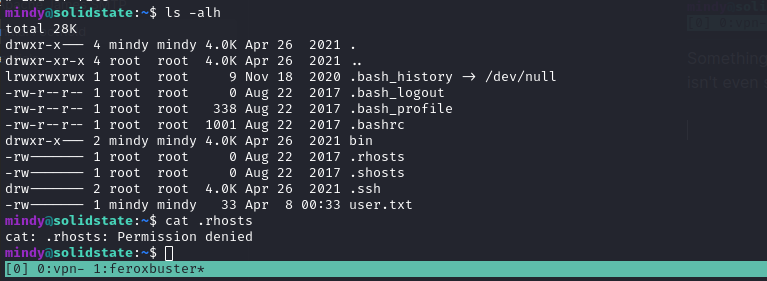 mindy@solidstate:~$ ls -alh
total 28K
drwxr-x--- 4 mindy mindy 4.0K Apr 26  2021 .
drwxr-xr-x 4 root  root  4.0K Apr 26  2021 ..
lrwxrwxrwx 1 root  root     9 Nov 18  2020 .bash_history -> /dev/null
-rw-r--r-- 1 root  root     0 Aug 22  2017 .bash_logout
-rw-r--r-- 1 root  root   338 Aug 22  2017 .bash_profile
-rw-r--r-- 1 root  root  1001 Aug 22  2017 .bashrc
drwxr-x--- 2 mindy mindy 4.0K Apr 26  2021 bin
-rw------- 1 root  root     0 Aug 22  2017 .rhosts
-rw------- 1 root  root     0 Aug 22  2017 .shosts
drw------- 2 root  root  4.0K Apr 26  2021 .ssh
-rw------- 1 mindy mindy   33 Apr  8 00:33 user.txt
mindy@solidstate:~$ cat .rhosts
cat: .rhosts: Permission denied
mindy@solidstate:~$
[0] 0:vpn- 1:feroxbuster*
Something
isn't even